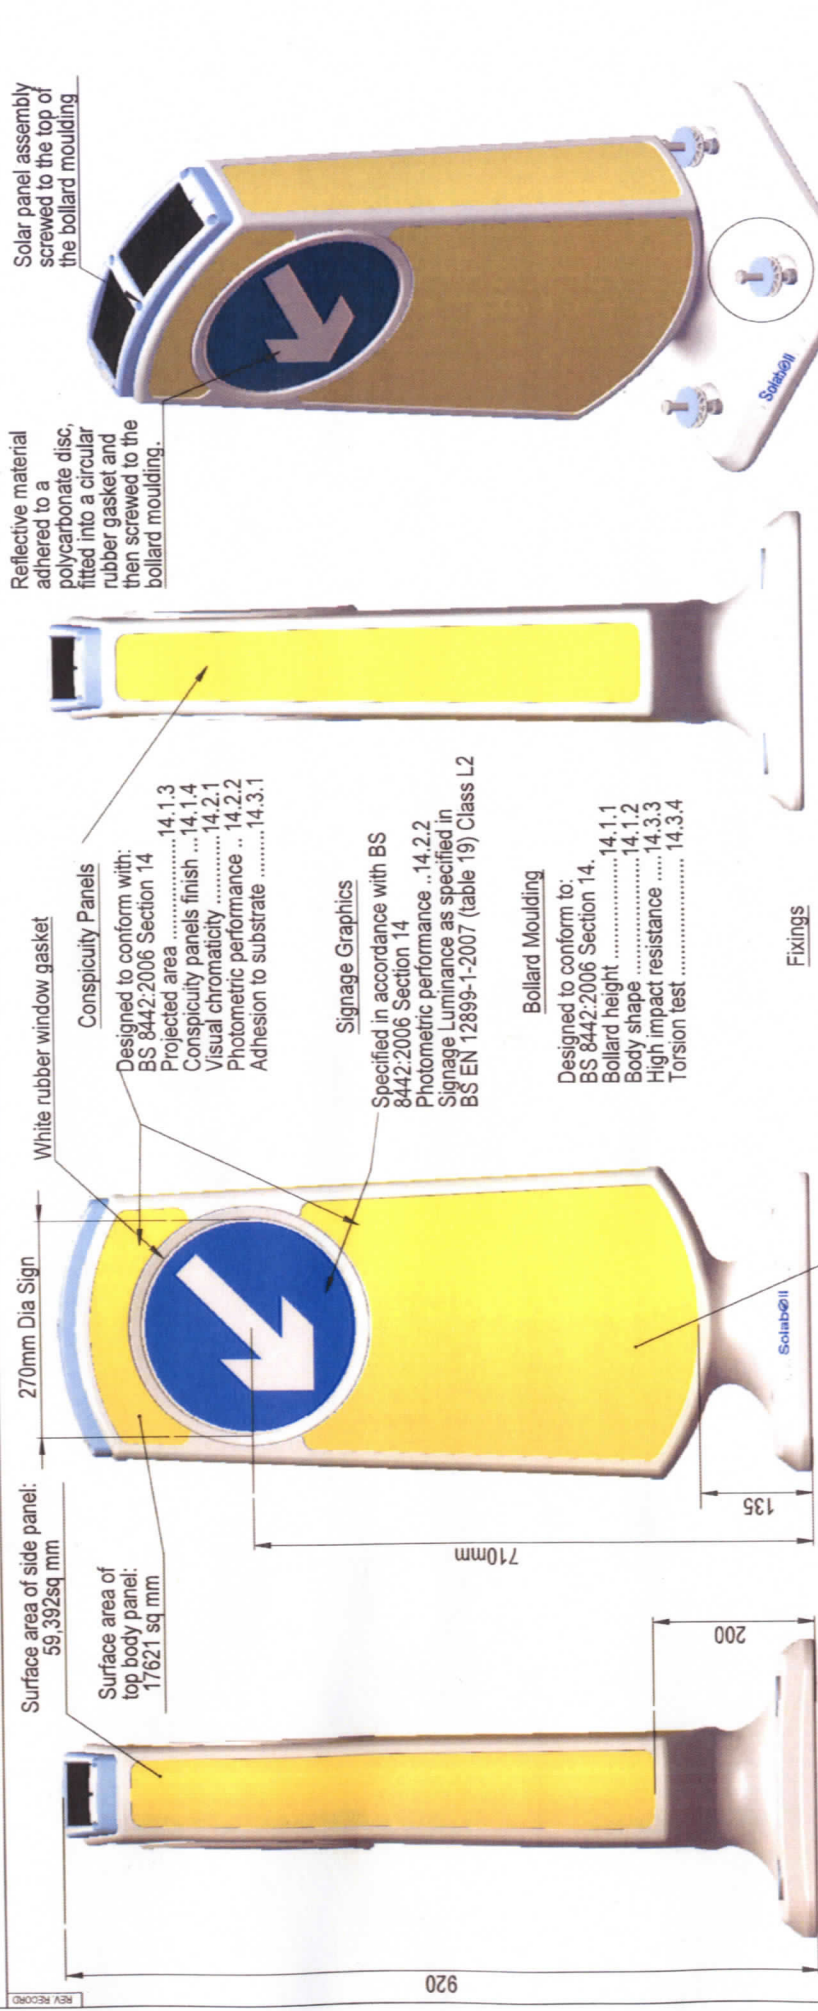 REV. RECORD
Surface area of side panel:
59,392sq mm
Surface area of
top body panel:
17621 sq mm
920
200
270mm Dia Sign
710mm
135
Solaboll
White rubber window gasket
Conspicuity Panels
Designed to conform with:
BS 8442:2006 Section 14
Projected area ............14.1.3
Conspicuity panels finish ...14.1.4
Visual chromaticity ............ 14.2.1
Photometric performance .. 14.2.2
Adhesion to substrate .........14.3.1
Signage Graphics
Specified in accordance with BS
8442:2006 Section 14
Photometric performance ..14.2.2
Signage Luminance as specified in
BS EN 12899-1-2007 (table 19) Class L2
Bollard Moulding
Designed to conform to:
BS 8442:2006 Section 14.
Bollard height ....................14.1.1
Body shape .......................14.1.2
High impact resistance .....14.3.3
Torsion test .......................14.3.4
Fixings
Reflective material
adhered to a
polycarbonate disc,
fitted into a circular
rubber gasket and
then screwed to the
bollard moulding.
Solar panel assembly
screwed to the top of
the bollard moulding
Solaboll